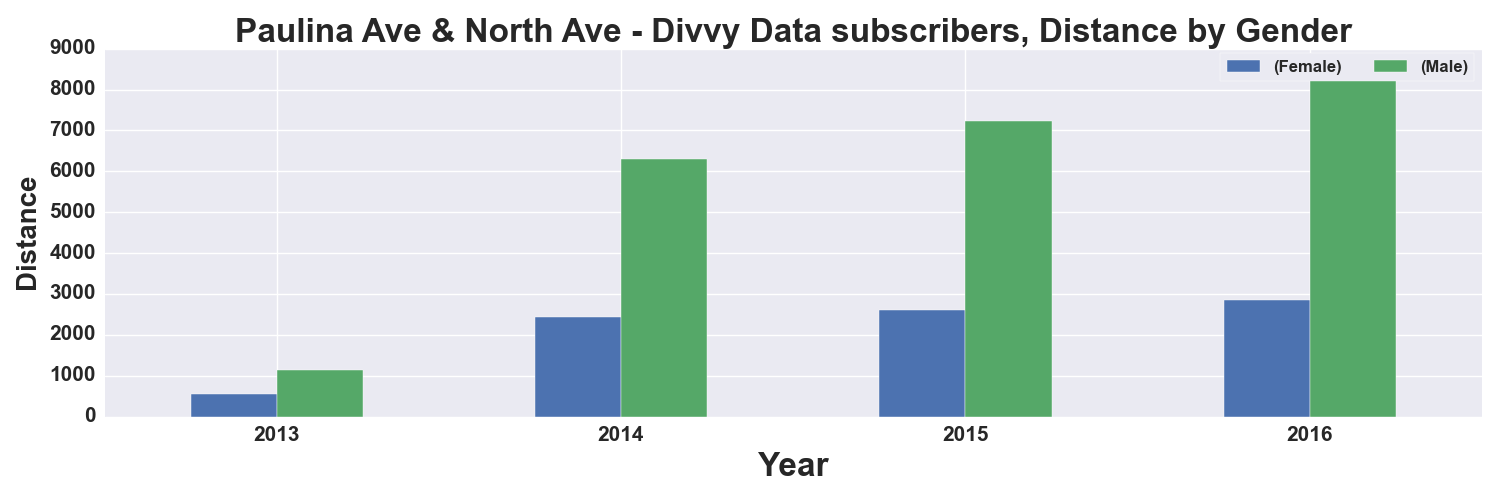 Paulina Ave & North Ave - Divvy Data subscribers, Distance by Gender
(Female) (Male)
Distance
9000
8000
7000
6000
5000
4000
3000
2000
1000
0
2013 2014 2015 2016
Year